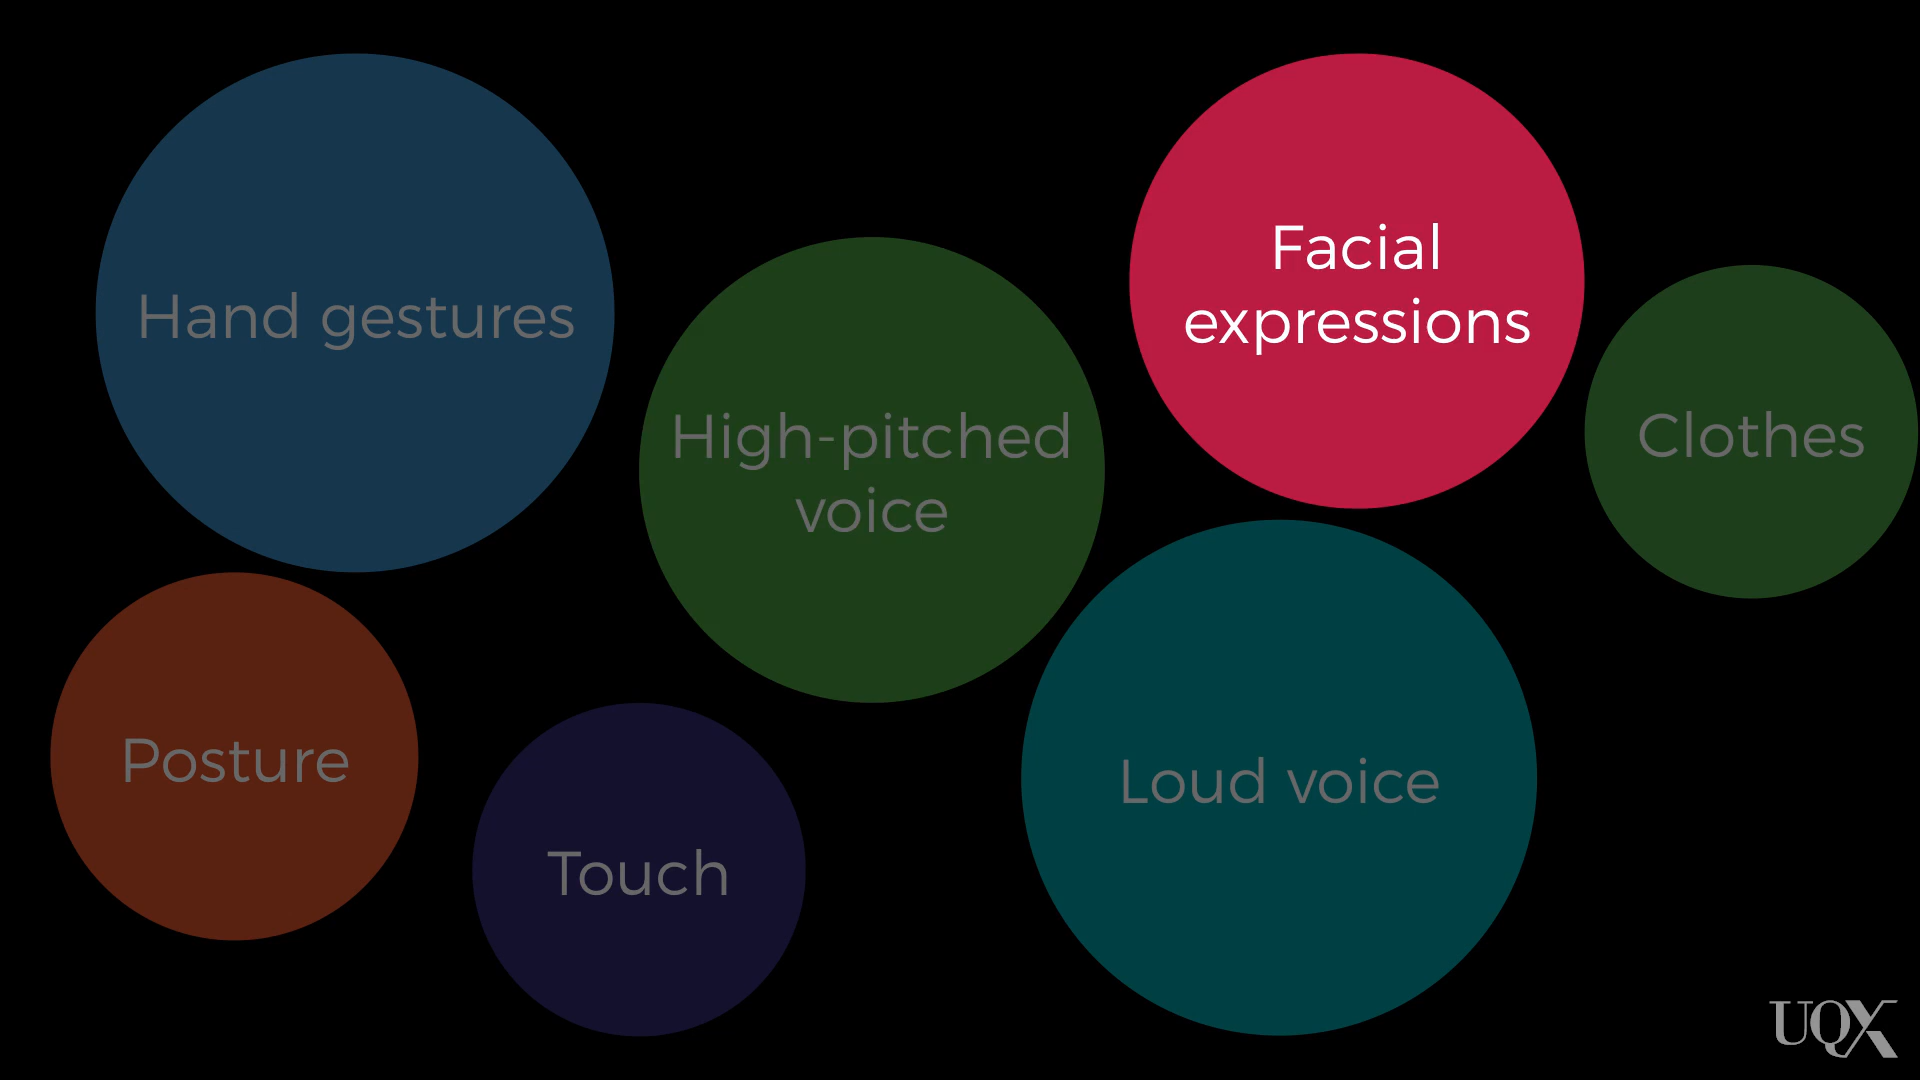 Hand gestures
High-pitched
voice
Facial
expressions
Clothes
Posture
Touch
Loud voice
UQX